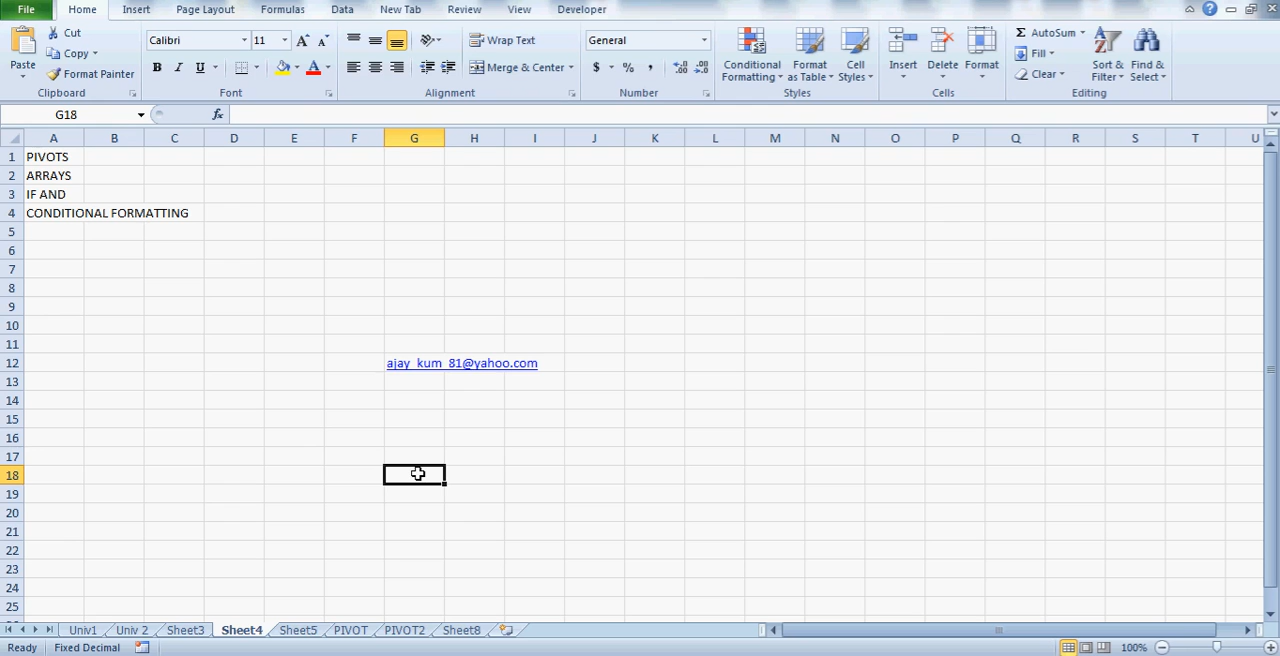 File Home Insert Page Layout Formulas Data New Tab Review View Developer
Cut
Copy
Format Painter
Paste
Clipboard
Calibri 11 A A
B I U A
Font
Wrap Text
Merge & Center
Alignment
General
$ % ,
Number
Conditional Formatting
Format as Table
Cell Styles
Styles
Insert Delete Format
Cells
Σ AutoSum
Fill
Clear
Sort & Filter
Find & Select
Editing
G18 fx
A B C D E F G H I J K L M N O P Q R S T U
1 PIVOTS
2 ARRAYS
3 IF AND
4 CONDITIONAL FORMATTING
5
6
7
8
9
10
11
12 ajay_kum_81@yahoo.com
13
14
15
16
17
18
19
20
21
22
23
24
25
Univ1 Univ 2 Sheet3 Sheet4 Sheet5 PIVOT PIVOT2 Sheet8
Ready Fixed Decimal 100%